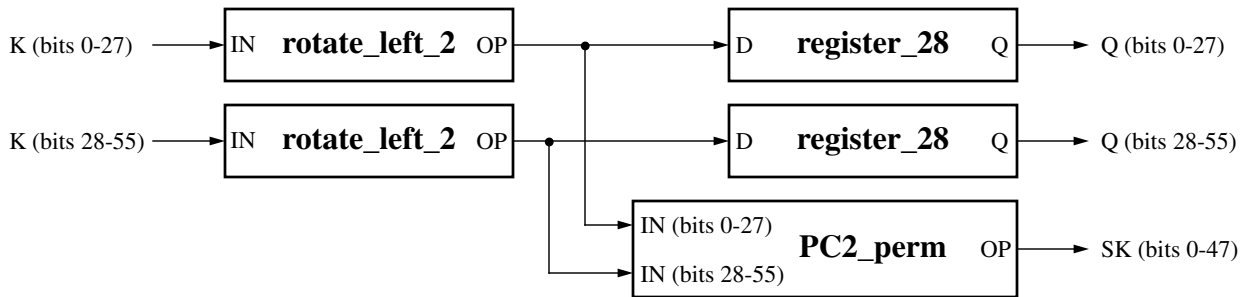 K (bits 0-27) IN rotate_left_2 OP D register_28 Q Q (bits 0-27)
K (bits 28-55) IN rotate_left_2 OP D register_28 Q Q (bits 28-55)
IN (bits 0-27)
PC2_perm OP SK (bits 0-47)
IN (bits 28-55)